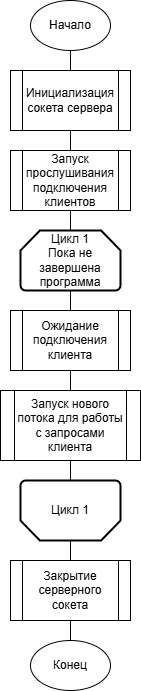 Начало
Инициализация
сокета сервера
Запуск
прослушивания
подключения
клиентов
Цикл 1
Пока не
завершена
программа
Ожидание
подключения
клиента
Запуск нового
потока для работы
с запросами
клиента
Цикл 1
Закрытие
серверного
сокета
Конец